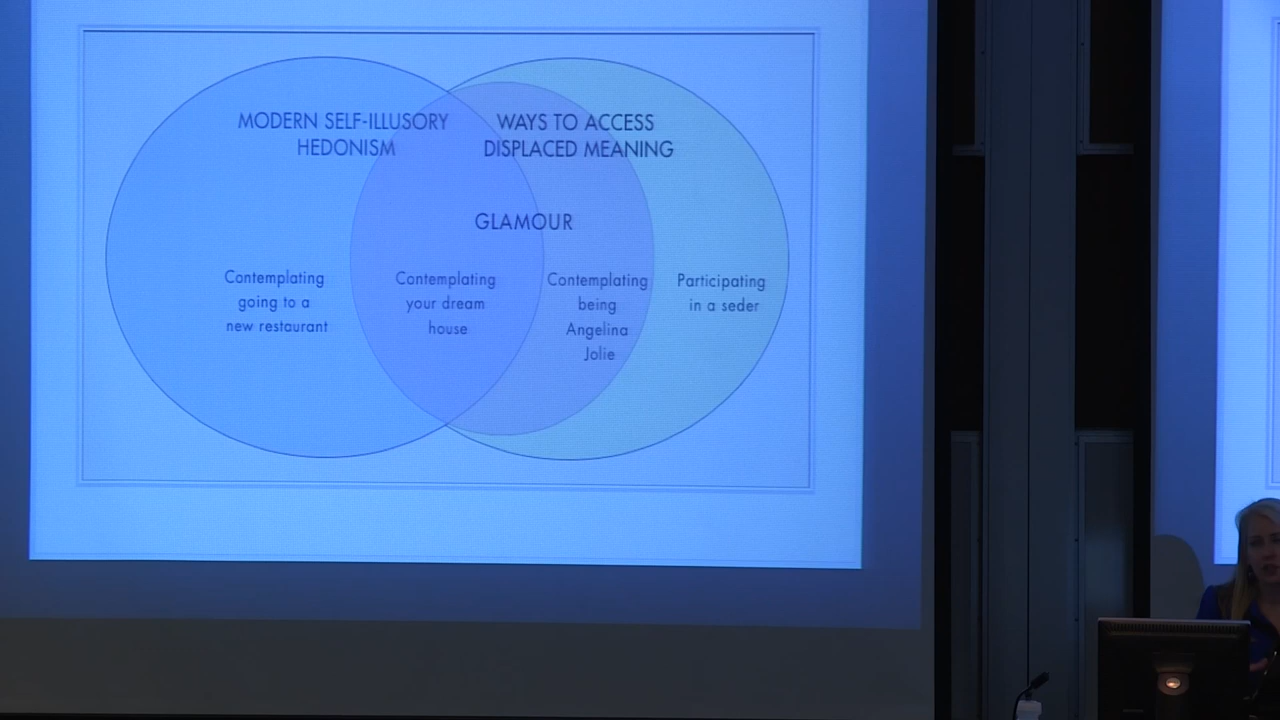 MODERN SELF-ILLUSORY
HEDONISM
WAYS TO ACCESS
DISPLACED MEANING
GLAMOUR
Contemplating
going to a
new restaurant
Contemplating
your dream
house
Contemplating
being
Angelina
Jolie
Participating
in a seder